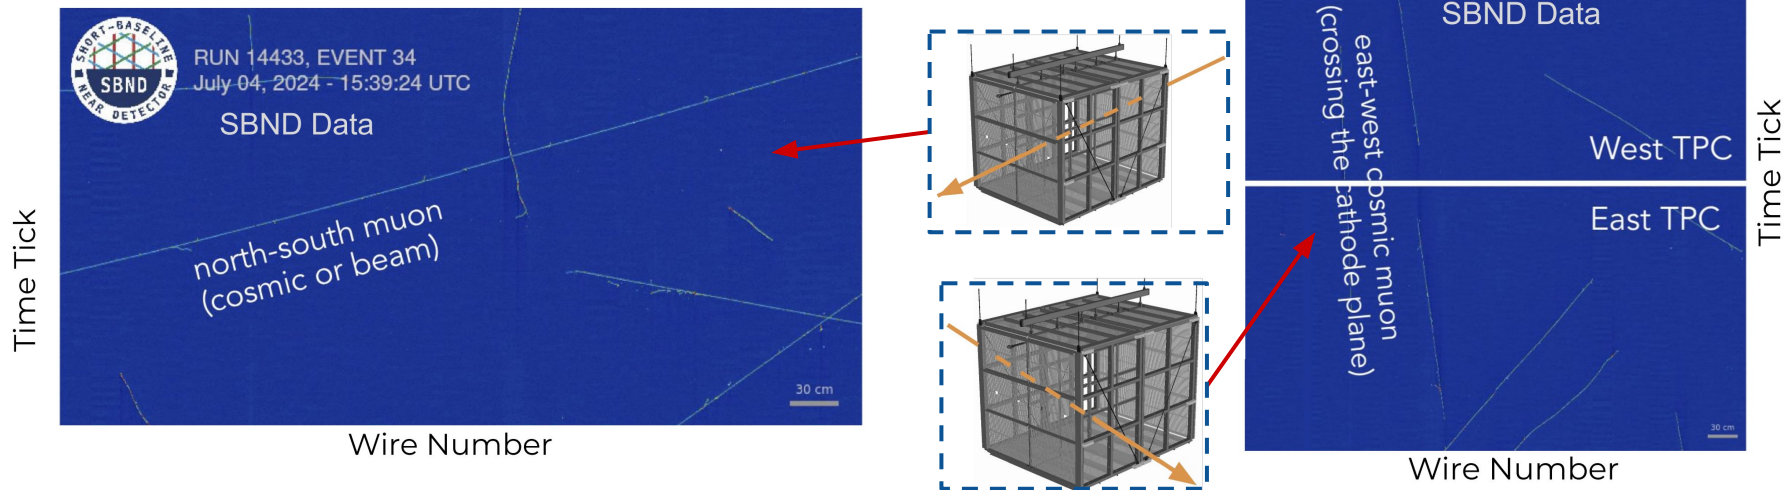 SHORT-BASELINE
SBND
NEAR DETECTOR
RUN 14433, EVENT 34
July 04, 2024 - 15:39:24 UTC
SBND Data
north-south muon
(cosmic or beam)
30 cm
Time Tick
Wire Number
SBND Data
east-west cosmic muon
(crossing the cathode plane)
West TPC
East TPC
30 cm
Time Tick
Wire Number